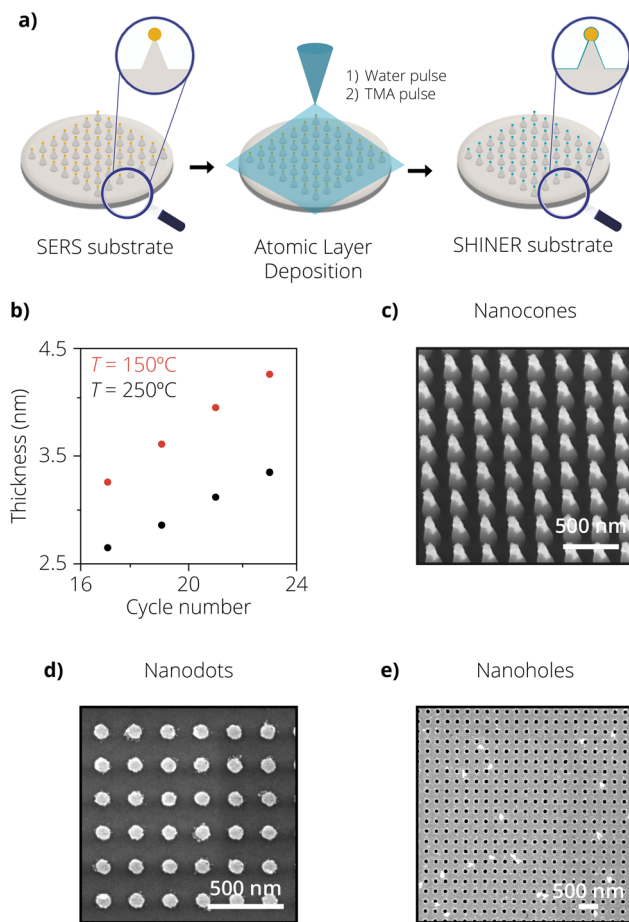 a)
1) Water pulse
2) TMA pulse
SERS substrate
Atomic Layer
Deposition
SHINER substrate
b)
4.5
3.5
2.5
Thickness (nm)
T = 150ºC
T = 250ºC
16
20
24
Cycle number
c)
Nanocones
500 nm
d)
Nanodots
500 nm
e)
Nanoholes
500 nm